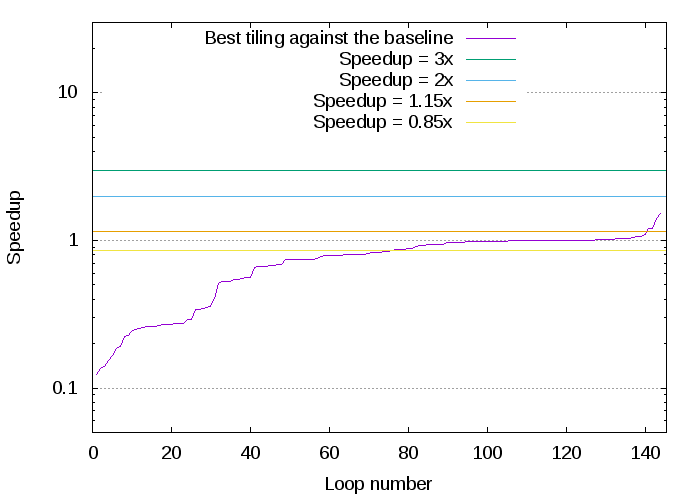 Best tiling against the baseline
Speedup = 3x
Speedup = 2x
Speedup = 1.15x
Speedup = 0.85x
10
1
0.1
Speedup
0 20 40 60 80 100 120 140
Loop number